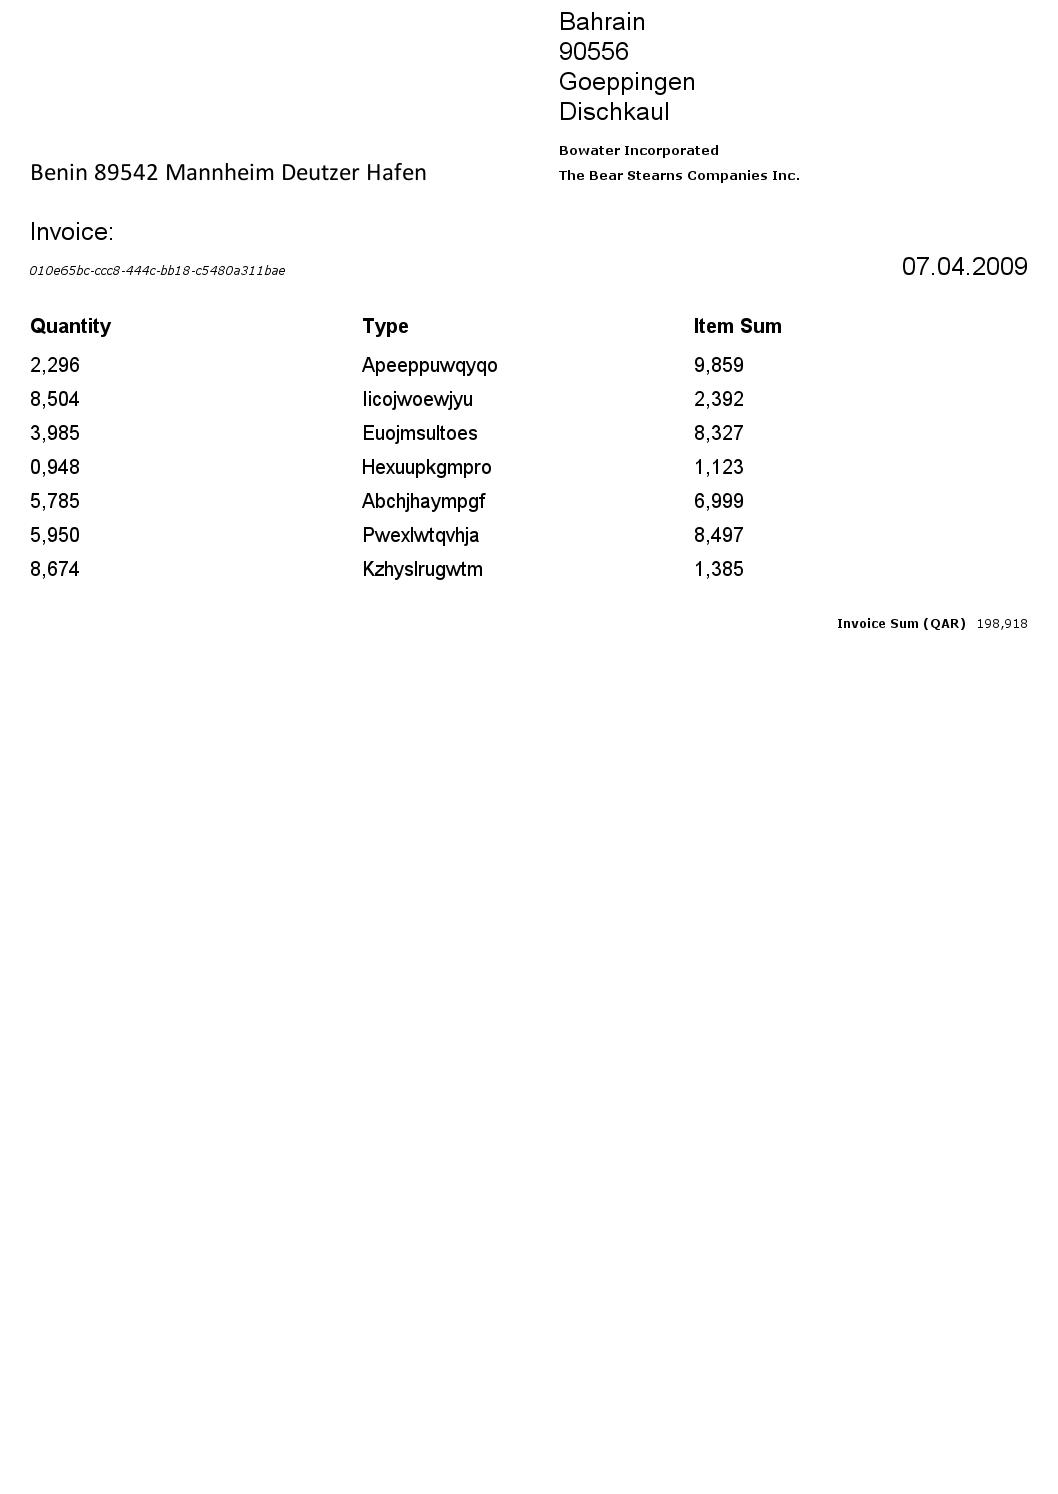 Bahrain
90556
Goeppingen
Dischkaul
Bowater Incorporated
The Bear Stearns Companies Inc.
Benin 89542 Mannheim Deutzer Hafen
Invoice:
010e65bc-ccc8-444c-bb18-c5480a311bae
07.04.2009
Quantity Type Item Sum
2,296 Apeeppuwqyqo 9,859
8,504 Iicojwoewjyu 2,392
3,985 Euojmsultoes 8,327
0,948 Hexuupkgmpro 1,123
5,785 Abchjhaympgf 6,999
5,950 Pwexlwtqvhja 8,497
8,674 Kzhyslrugwtm 1,385
Invoice Sum (QAR) 198,918